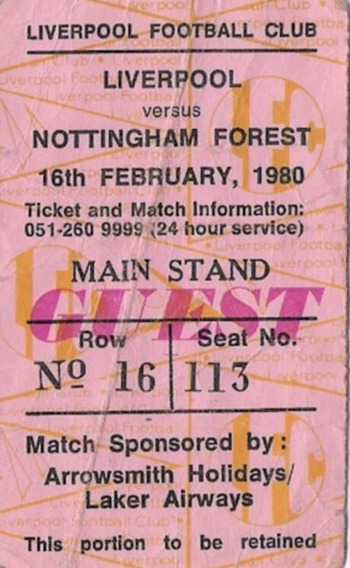 LIVERPOOL FOOTBALL CLUB
LIVERPOOL
versus
NOTTINGHAM FOREST
16th FEBRUARY, 1980
Ticket and Match Information:
051-260 9999 (24 hour service)
MAIN STAND
GUEST
Row Seat No.
Nº 16 113
Match Sponsored by:
Arrowsmith Holidays/
Laker Airways
This portion to be retained